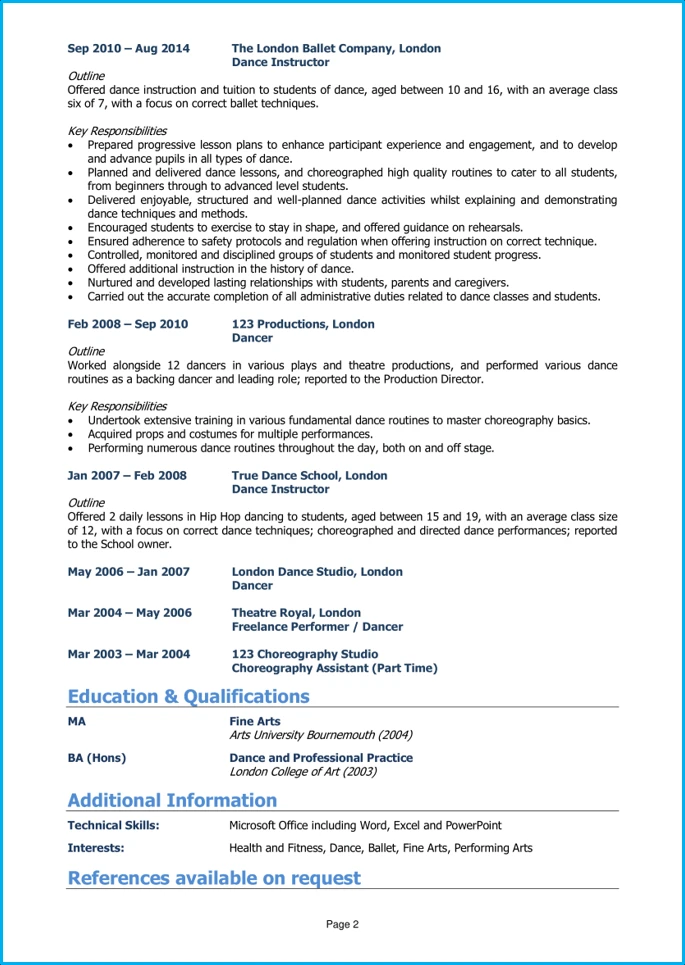 Sep 2010 – Aug 2014 The London Ballet Company, London
Dance Instructor
Outline
Offered dance instruction and tuition to students of dance, aged between 10 and 16, with an average class
six of 7, with a focus on correct ballet techniques.
Key Responsibilities
• Prepared progressive lesson plans to enhance participant experience and engagement, and to develop
and advance pupils in all types of dance.
• Planned and delivered dance lessons, and choreographed high quality routines to cater to all students,
from beginners through to advanced level students.
• Delivered enjoyable, structured and well-planned dance activities whilst explaining and demonstrating
dance techniques and methods.
• Encouraged students to exercise to stay in shape, and offered guidance on rehearsals.
• Ensured adherence to safety protocols and regulation when offering instruction on correct technique.
• Controlled, monitored and disciplined groups of students and monitored student progress.
• Offered additional instruction in the history of dance.
• Nurtured and developed lasting relationships with students, parents and caregivers.
• Carried out the accurate completion of all administrative duties related to dance classes and students.
Feb 2008 – Sep 2010 123 Productions, London
Dancer
Outline
Worked alongside 12 dancers in various plays and theatre productions, and performed various dance
routines as a backing dancer and leading role; reported to the Production Director.
Key Responsibilities
• Undertook extensive training in various fundamental dance routines to master choreography basics.
• Acquired props and costumes for multiple performances.
• Performing numerous dance routines throughout the day, both on and off stage.
Jan 2007 – Feb 2008 True Dance School, London
Dance Instructor
Outline
Offered 2 daily lessons in Hip Hop dancing to students, aged between 15 and 19, with an average class size
of 12, with a focus on correct dance techniques; choreographed and directed dance performances; reported
to the School owner.
May 2006 – Jan 2007 London Dance Studio, London
Dancer
Mar 2004 – May 2006 Theatre Royal, London
Freelance Performer / Dancer
Mar 2003 – Mar 2004 123 Choreography Studio
Choreography Assistant (Part Time)
Education & Qualifications
MA Fine Arts
Arts University Bournemouth (2004)
BA (Hons) Dance and Professional Practice
London College of Art (2003)
Additional Information
Technical Skills: Microsoft Office including Word, Excel and PowerPoint
Interests: Health and Fitness, Dance, Ballet, Fine Arts, Performing Arts
References available on request
Page 2